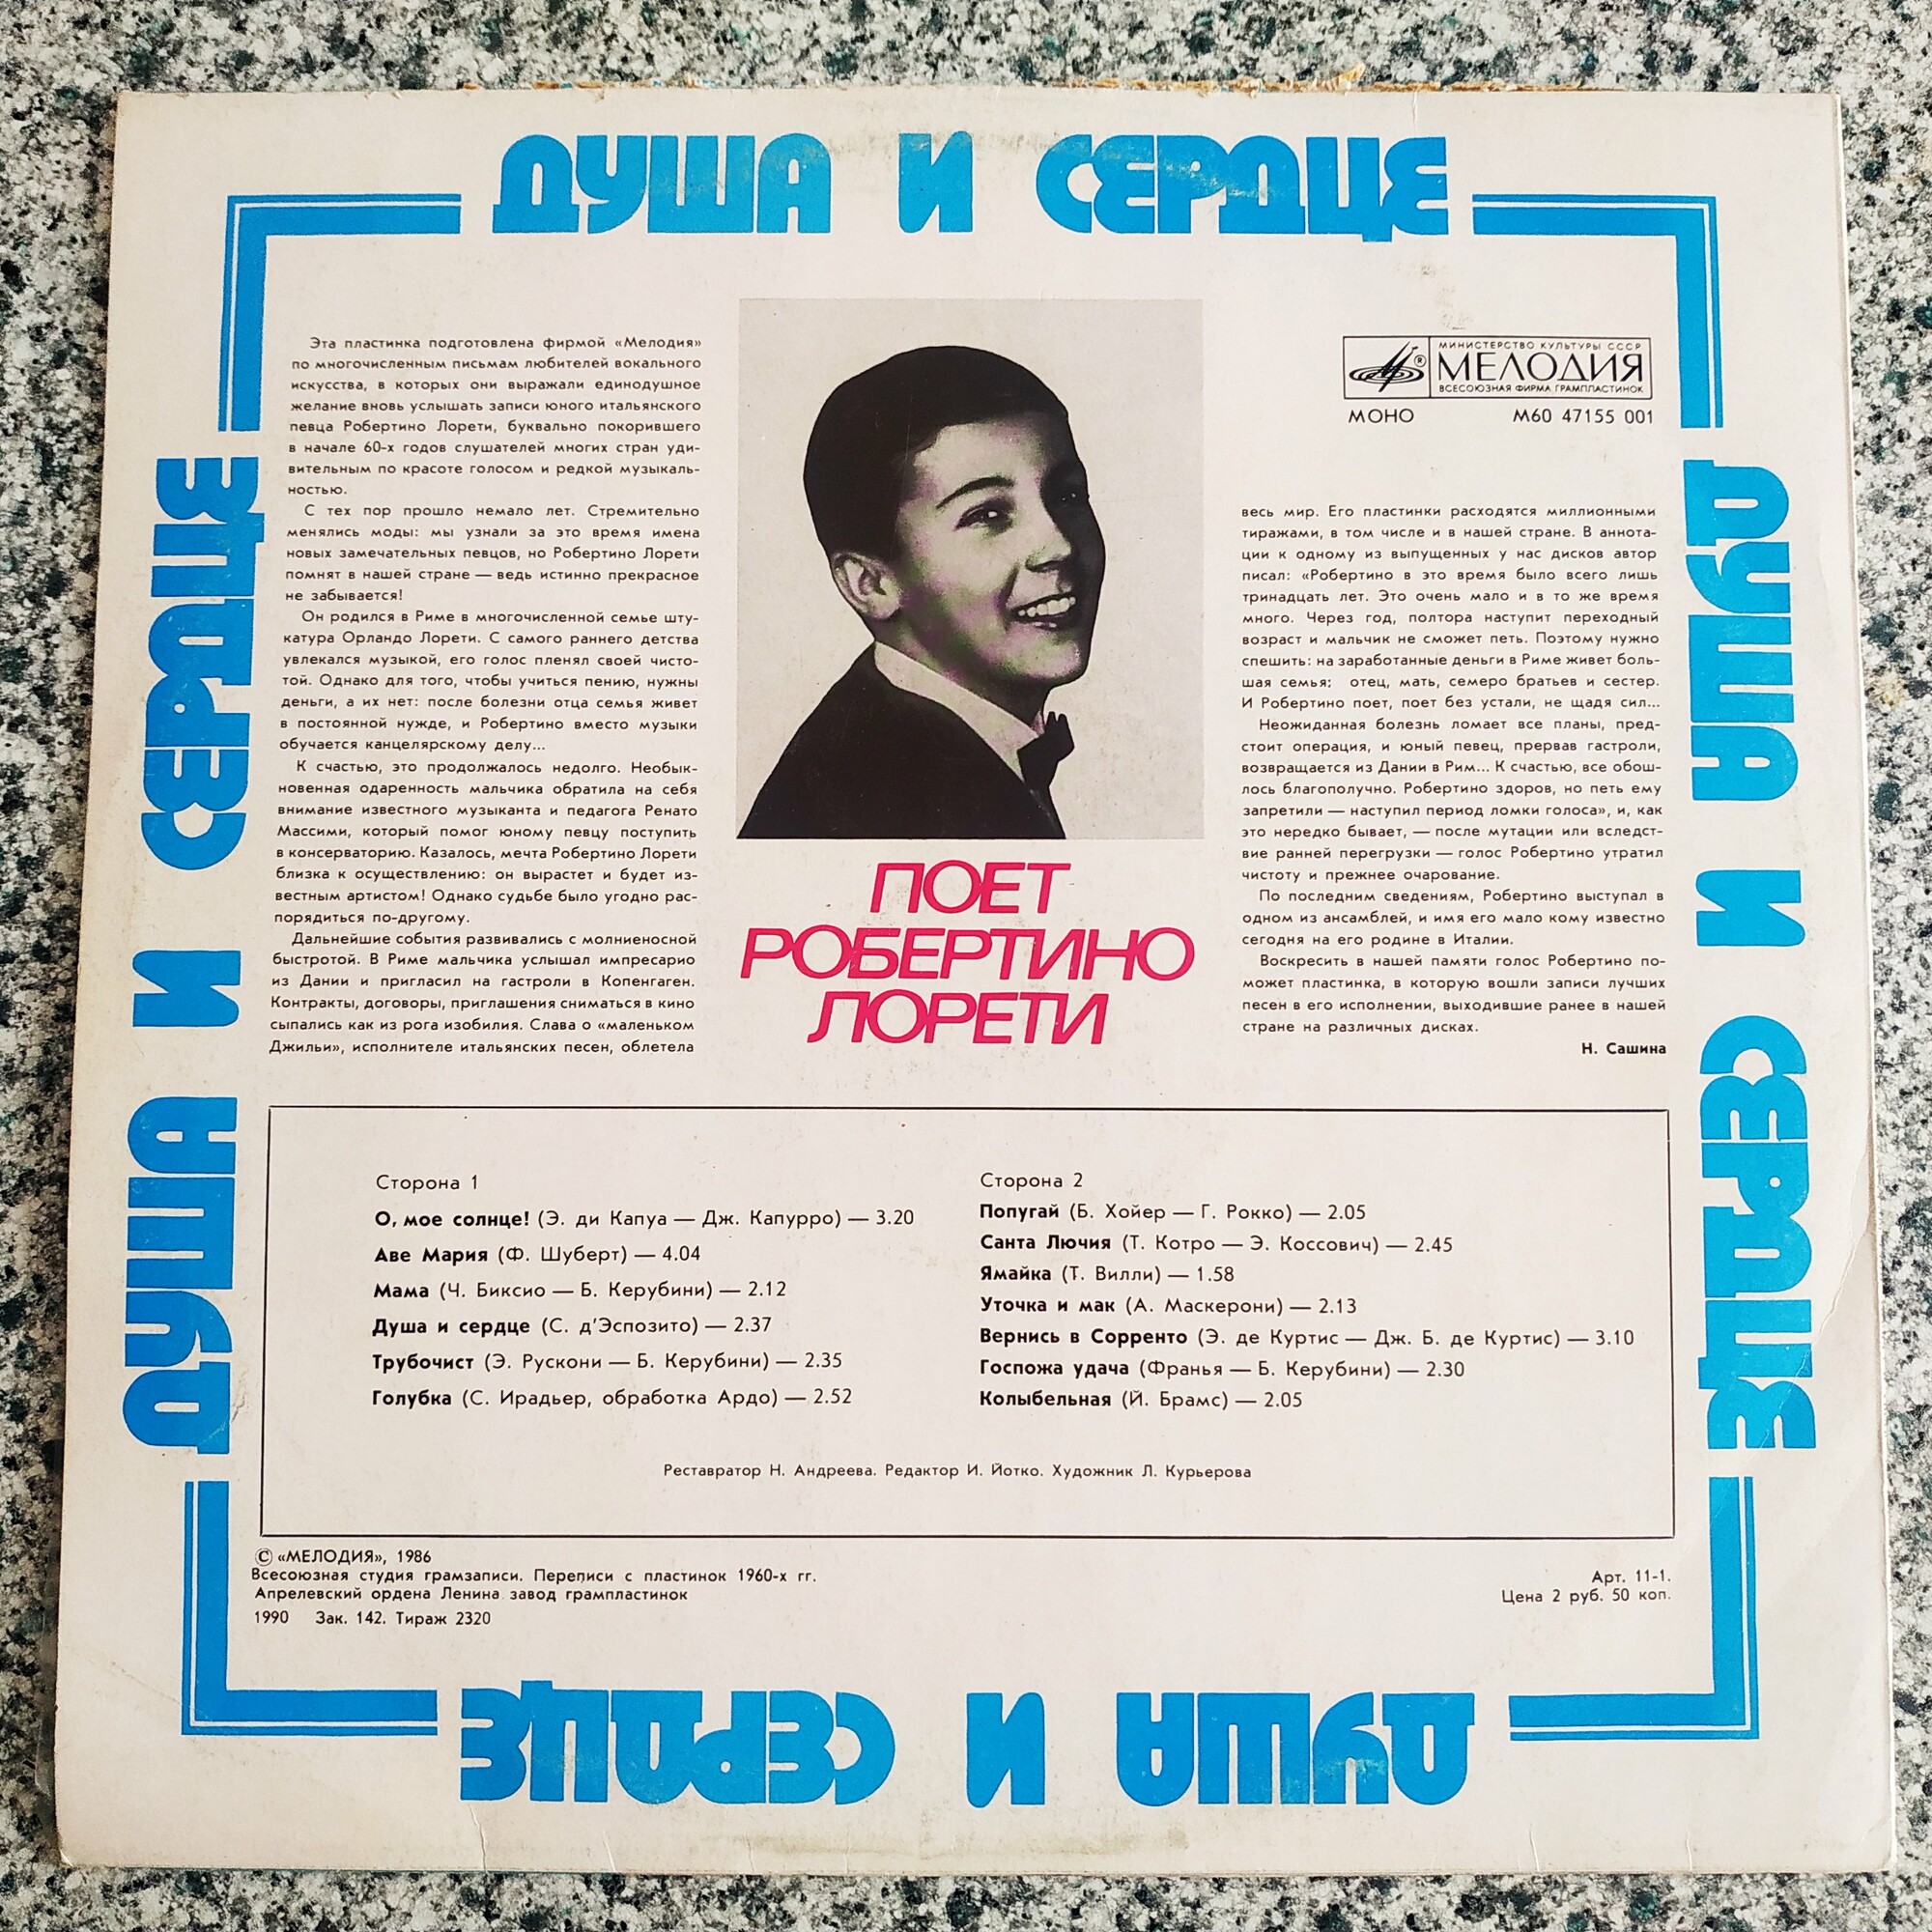 ДУША И СЕРДЦЕ
Эта пластинка подготовлена фирмой «Мелодия»
по многочисленным письмам любителей вокального
искусства, в которых они выражали единодушное
желание вновь услышать записи юного итальянского
певца Робертино Лорети, буквально покорившего
в начале 60-х годов слушателей многих стран уди-
вительным по красоте голосом и редкой музыкаль-
ностью.
С тех пор прошло немало лет. Стремительно
менялись моды: мы узнали за это время имена
новых замечательных певцов, но Робертино Лорети
помнят в нашей стране — ведь истинно прекрасное
не забывается!
Он родился в Риме в многочисленной семье шту-
катура Орландо Лорети. С самого раннего детства
увлекался музыкой, его голос пленял своей чисто-
той. Однако для того, чтобы учиться пению, нужны
деньги, а их нет: после болезни отца семья живет
в постоянной нужде, и Робертино вместо музыки
обучается канцелярскому делу...
К счастью, это продолжалось недолго. Необык-
новенная одаренность мальчика обратила на себя
внимание известного музыканта и педагога Ренато
Массими, который помог юному певцу поступить
в консерваторию. Казалось, мечта Робертино Лорети
близка к осуществлению: он вырастет и будет из-
вестным артистом! Однако судьбе было угодно рас-
порядиться по-другому.
Дальнейшие события развивались с молниеносной
быстротой. В Риме мальчика услышал импресарио
из Дании и пригласил на гастроли в Копенгаген.
Контракты, договоры, приглашения сниматься в кино
сыпались как из рога изобилия. Слава о «маленьком
Джильи», исполнителе итальянских песен, облетела
ПОЕТ
РОБЕРТИНО
ЛОРЕТИ
МИНИСТЕРСТВО КУЛЬТУРЫ СССР
МЕЛОДИЯ
ВСЕСОЮЗНАЯ ФИРМА ГРАМПЛАСТИНОК
®
МОНО М60 47155 001
весь мир. Его пластинки расходятся миллионными
тиражами, в том числе и в нашей стране. В аннота-
ции к одному из выпущенных у нас дисков автор
писал: «Робертино в это время было всего лишь
тринадцать лет. Это очень мало и в то же время
много. Через год, полтора наступит переходный
возраст и мальчик не сможет петь. Поэтому нужно
спешить: на заработанные деньги в Риме живет боль-
шая семья: отец, мать, семеро братьев и сестер.
И Робертино поет, поет без устали, не щадя сил...
Неожиданная болезнь ломает все планы, пред-
стоит операция, и юный певец, прервав гастроли,
возвращается из Дании в Рим... К счастью, все обош-
лось благополучно. Робертино здоров, но петь ему
запретили — наступил период ломки голоса», и, как
это нередко бывает, — после мутации или вследст-
вие ранней перегрузки — голос Робертино утратил
чистоту и прежнее очарование.
По последним сведениям, Робертино выступал в
одном из ансамблей, и имя его мало кому известно
сегодня на его родине в Италии.
Воскресить в нашей памяти голос Робертино по-
может пластинка, в которую вошли записи лучших
песен в его исполнении, выходившие ранее в нашей
стране на различных дисках.
Н. Сашина
ДУША И СЕРДЦЕ
ДУША И СЕРДЦЕ
Сторона 1
О, мое солнце! (Э. ди Капуа — Дж. Капурро) — 3.20
Аве Мария (Ф. Шуберт) — 4.04
Мама (Ч. Биксио — Б. Керубини) — 2.12
Душа и сердце (С. д'Эспозито) — 2.37
Трубочист (Э. Рускони — Б. Керубини) — 2.35
Голубка (С. Ирадьер, обработка Ардо) — 2.52
Сторона 2
Попугай (Б. Хойер — Г. Рокко) — 2.05
Санта Лючия (Т. Котро — Э. Коссович) — 2.45
Ямайка (Т. Вилли) — 1.58
Уточка и мак (А. Маскерони) — 2.13
Вернись в Сорренто (Э. де Куртис — Дж. Б. де Куртис) — 3.10
Госпожа удача (Франья — Б. Керубини) — 2.30
Колыбельная (Й. Брамс) — 2.05
Реставратор Н. Андреева. Редактор И. Йотко. Художник Л. Курьерова
© «МЕЛОДИЯ», 1986
Всесоюзная студия грамзаписи. Переписи с пластинок 1960-х гг.
Апрелевский ордена Ленина завод грампластинок
1990 Зак. 142. Тираж 2320
Арт. 11-1.
Цена 2 руб. 50 коп.
ДУША И СЕРДЦЕ